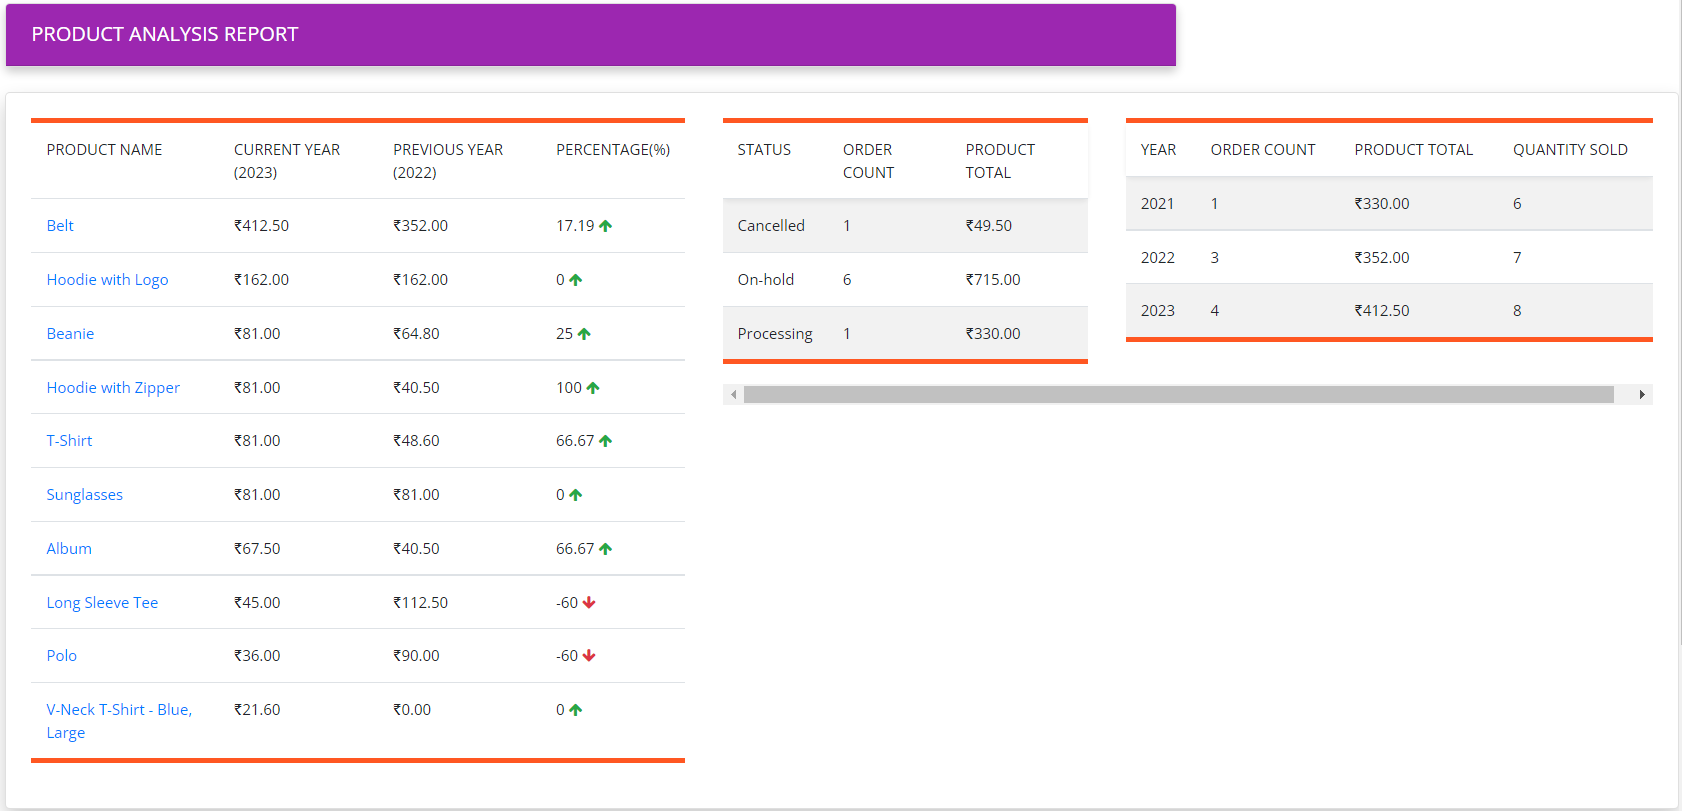 PRODUCT ANALYSIS REPORT
PRODUCT NAME CURRENT YEAR (2023) PREVIOUS YEAR (2022) PERCENTAGE(%)
Belt ₹412.50 ₹352.00 17.19
Hoodie with Logo ₹162.00 ₹162.00 0
Beanie ₹81.00 ₹64.80 25
Hoodie with Zipper ₹81.00 ₹40.50 100
T-Shirt ₹81.00 ₹48.60 66.67
Sunglasses ₹81.00 ₹81.00 0
Album ₹67.50 ₹40.50 66.67
Long Sleeve Tee ₹45.00 ₹112.50 -60
Polo ₹36.00 ₹90.00 -60
V-Neck T-Shirt - Blue, Large ₹21.60 ₹0.00 0
STATUS ORDER COUNT PRODUCT TOTAL
Cancelled 1 ₹49.50
On-hold 6 ₹715.00
Processing 1 ₹330.00
YEAR ORDER COUNT PRODUCT TOTAL QUANTITY SOLD
2021 1 ₹330.00 6
2022 3 ₹352.00 7
2023 4 ₹412.50 8